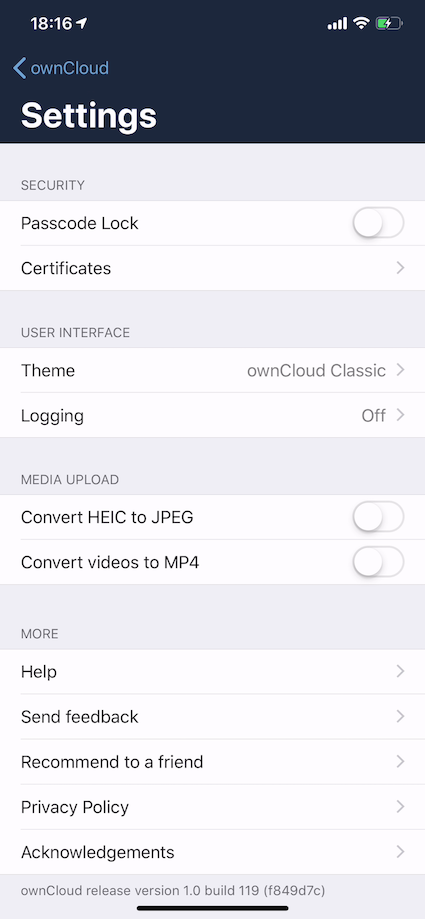 18:16
ownCloud
Settings
SECURITY
Passcode Lock
Certificates
USER INTERFACE
Theme ownCloud Classic
Logging Off
MEDIA UPLOAD
Convert HEIC to JPEG
Convert videos to MP4
MORE
Help
Send feedback
Recommend to a friend
Privacy Policy
Acknowledgements
ownCloud release version 1.0 build 119 (f849d7c)